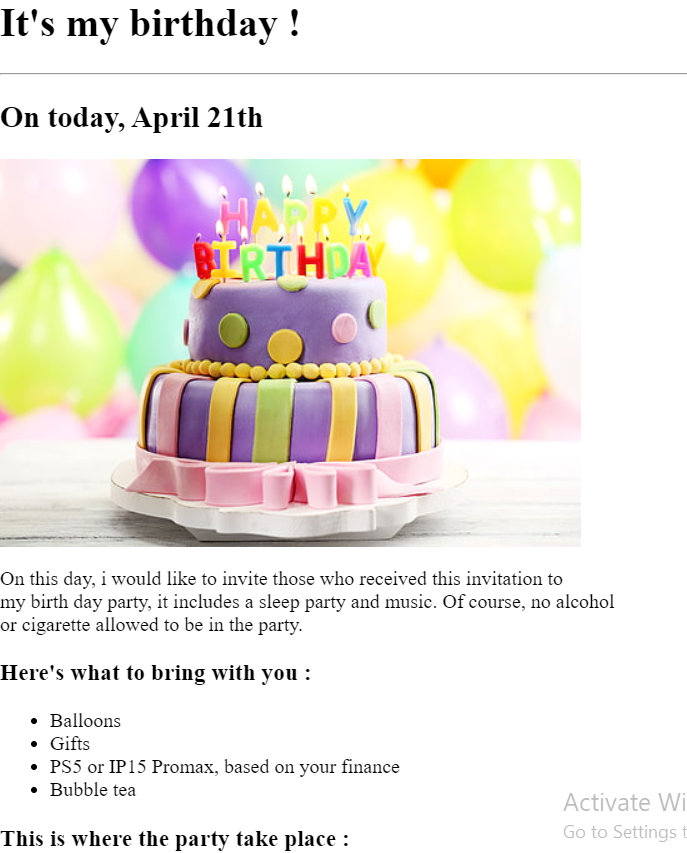 It's my birthday !
On today, April 21th
HAPPY
BIRTHDAY
On this day, i would like to invite those who received this invitation to
my birth day party, it includes a sleep party and music. Of course, no alcohol
or cigarette allowed to be in the party.
Here's what to bring with you :
Balloons
Gifts
PS5 or IP15 Promax, based on your finance
Bubble tea
Activate Wi
Go to Settings t
This is where the party take place :